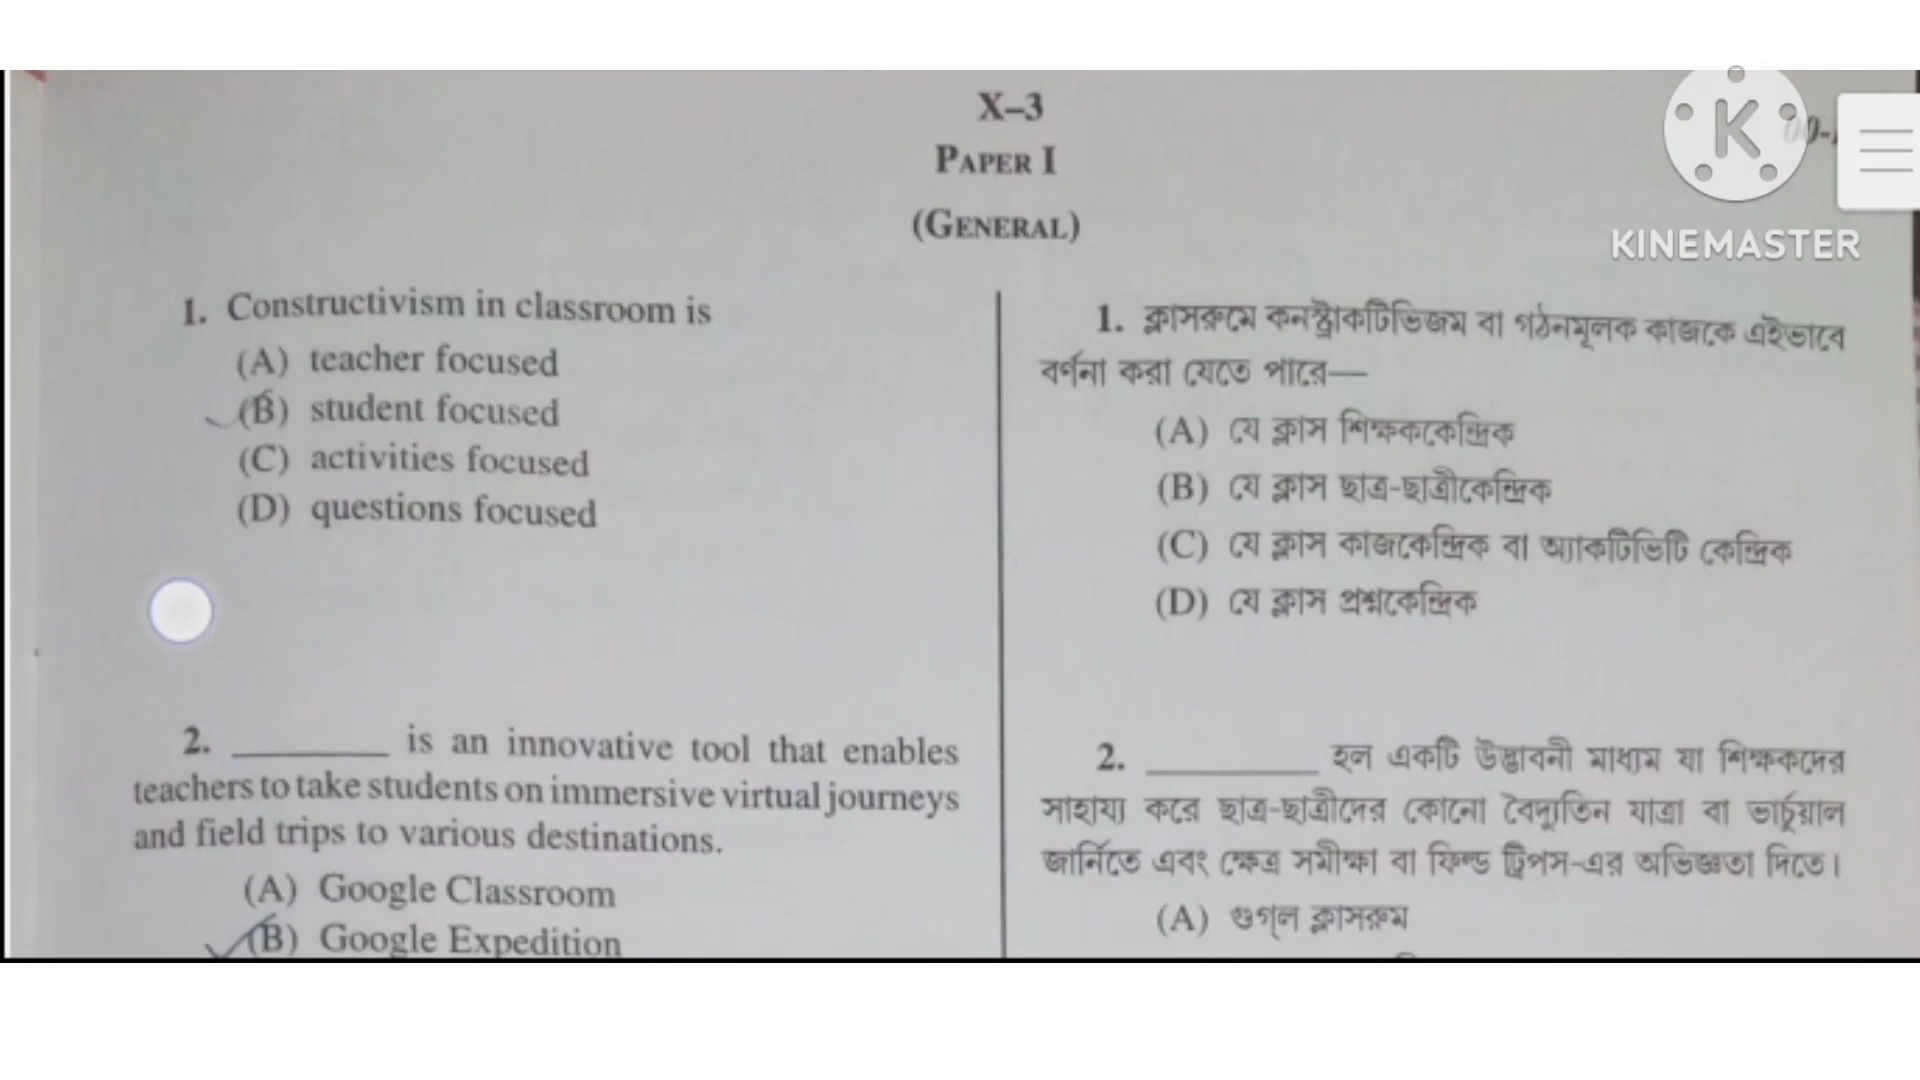 X–3
PAPER I
(GENERAL)
KINEMASTER
1. Constructivism in classroom is
(A) teacher focused
(B) student focused
(C) activities focused
(D) questions focused
2. ________ is an innovative tool that enables
teachers to take students on immersive virtual journeys
and field trips to various destinations.
(A) Google Classroom
(B) Google Expedition
1. ক্লাসরুমে কনস্ট্রাকটিভিজম বা গঠনমূলক কাজকে এইভাবে
বর্ণনা করা যেতে পারে—
(A) যে ক্লাস শিক্ষককেন্দ্রিক
(B) যে ক্লাস ছাত্র-ছাত্রীকেন্দ্রিক
(C) যে ক্লাস কাজকেন্দ্রিক বা অ্যাকটিভিটি কেন্দ্রিক
(D) যে ক্লাস প্রশ্নকেন্দ্রিক
2. ________ হল একটি উদ্ভাবনী মাধ্যম যা শিক্ষকদের
সাহায্য করে ছাত্র-ছাত্রীদের কোনো বৈদ্যুতিন যাত্রা বা ভার্চুয়াল
জার্নিতে এবং ক্ষেত্র সমীক্ষা বা ফিল্ড ট্রিপস-এর অভিজ্ঞতা দিতে।
(A) গুগ্‌ল ক্লাসরুম